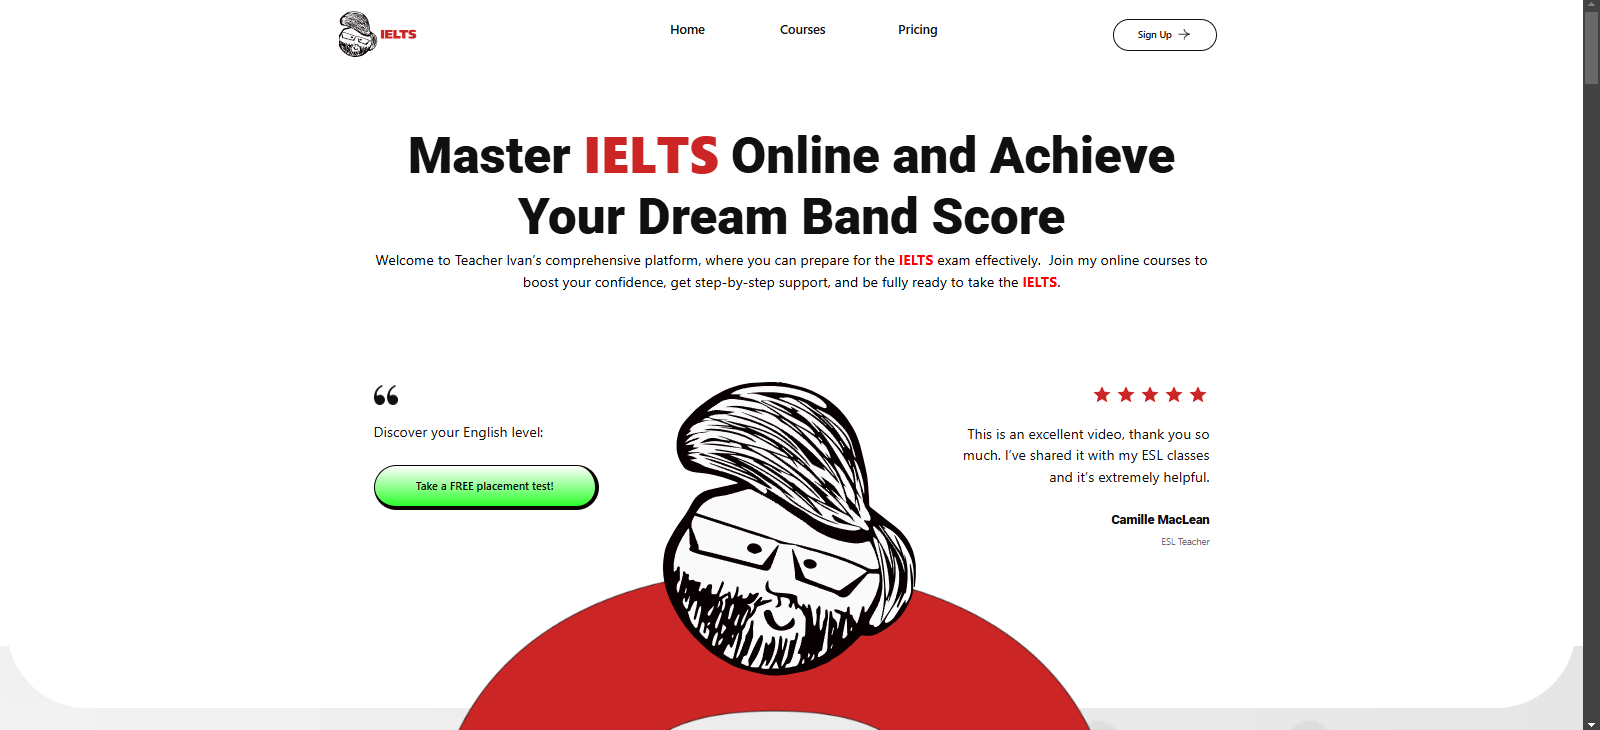 IELTS
Home
Courses
Pricing
Sign Up
Master IELTS Online and Achieve
Your Dream Band Score
Welcome to Teacher Ivan’s comprehensive platform, where you can prepare for the IELTS exam effectively.  Join my online courses to
boost your confidence, get step-by-step support, and be fully ready to take the IELTS.
“
Discover your English level:
Take a FREE placement test!
This is an excellent video, thank you so
much. I’ve shared it with my ESL classes
and it’s extremely helpful.
Camille MacLean
ESL Teacher